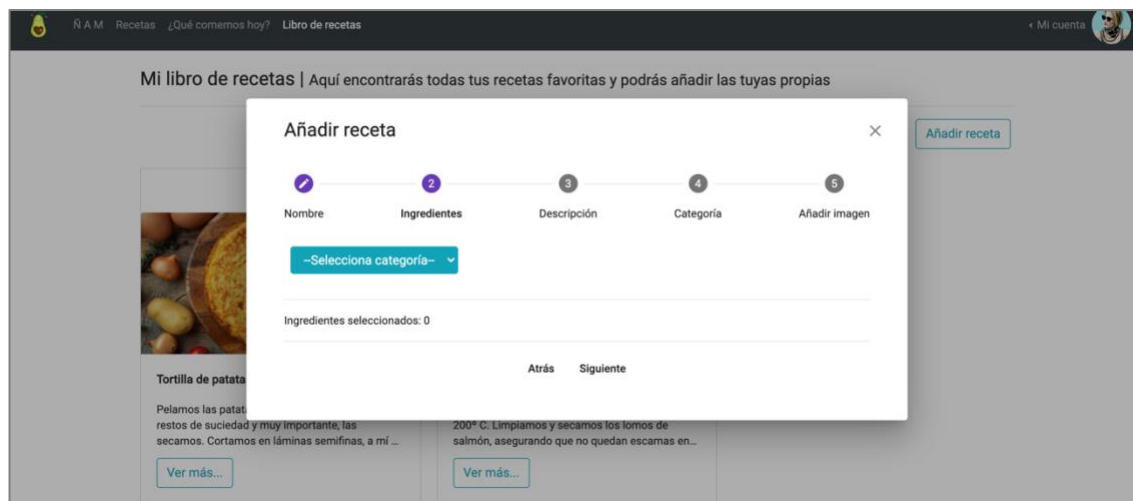 Ñ A M Recetas ¿Qué comemos hoy? Libro de recetas
‹ Mi cuenta
Mi libro de recetas | Aquí encontrarás todas tus recetas favoritas y podrás añadir las tuyas propias
Añadir receta
Añadir receta
2
3
4
5
Nombre
Ingredientes
Descripción
Categoría
Añadir imagen
--Selecciona categoría--
Ingredientes seleccionados: 0
Atrás
Siguiente
Tortilla de patata
Pelamos las patat
restos de suciedad y muy importante, las
secamos. Cortamos en láminas semifinas, a mí ...
Ver más...
200º C. Limpiamos y secamos los lomos de
salmón, asegurando que no quedan escamas en...
Ver más...